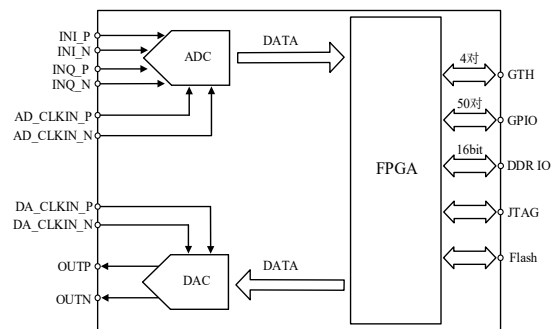 INI_P
INI_N
INQ_P
INQ_N
ADC
DATA
AD_CLKIN_P
AD_CLKIN_N
DA_CLKIN_P
DA_CLKIN_N
OUTP
OUTN
DAC
DATA
FPGA
4对
GTH
50对
GPIO
16bit
DDR IO
JTAG
Flash